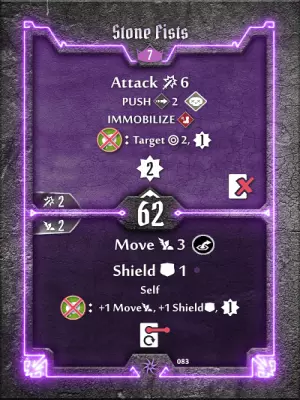 Stone Fists
7
Attack 6
PUSH 2
IMMOBILIZE
: Target 2, 1
2
2
62
2
Move 3
Shield 1
Self
: +1 Move, +1 Shield, 1
083